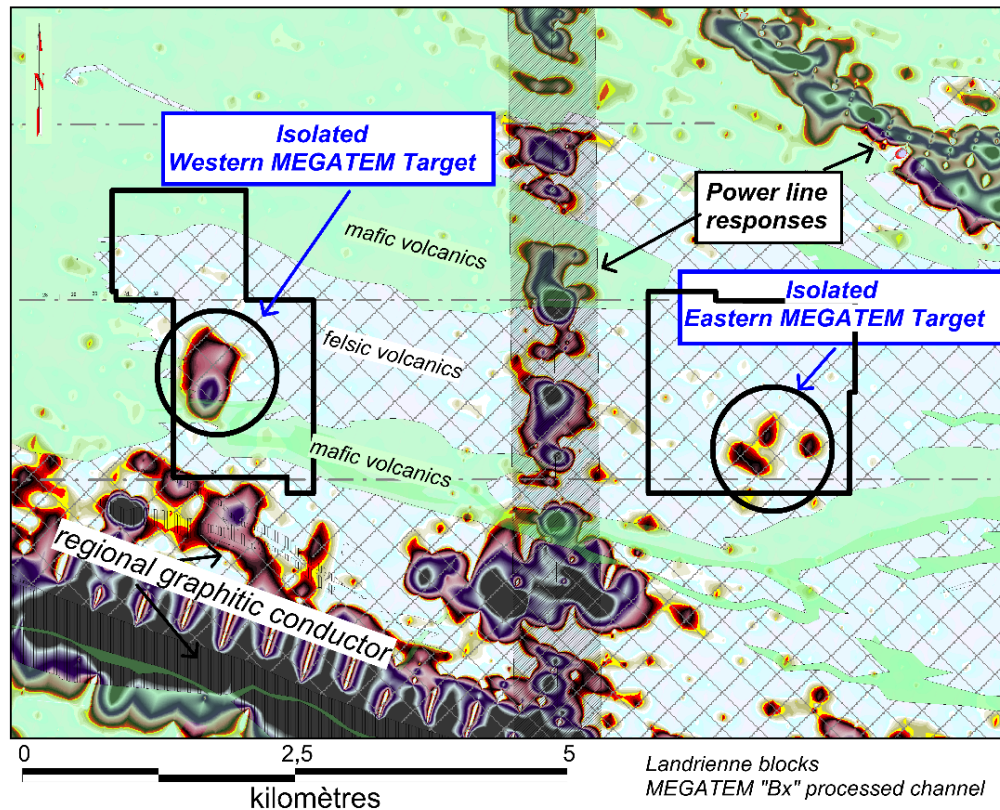 N
Isolated
Western MEGATEM Target
Power line
responses
mafic volcanics
Isolated
Eastern MEGATEM Target
felsic volcanics
mafic volcanics
regional graphitic conductor
0
2,5
5
kilomètres
Landrienne blocks
MEGATEM "Bx" processed channel